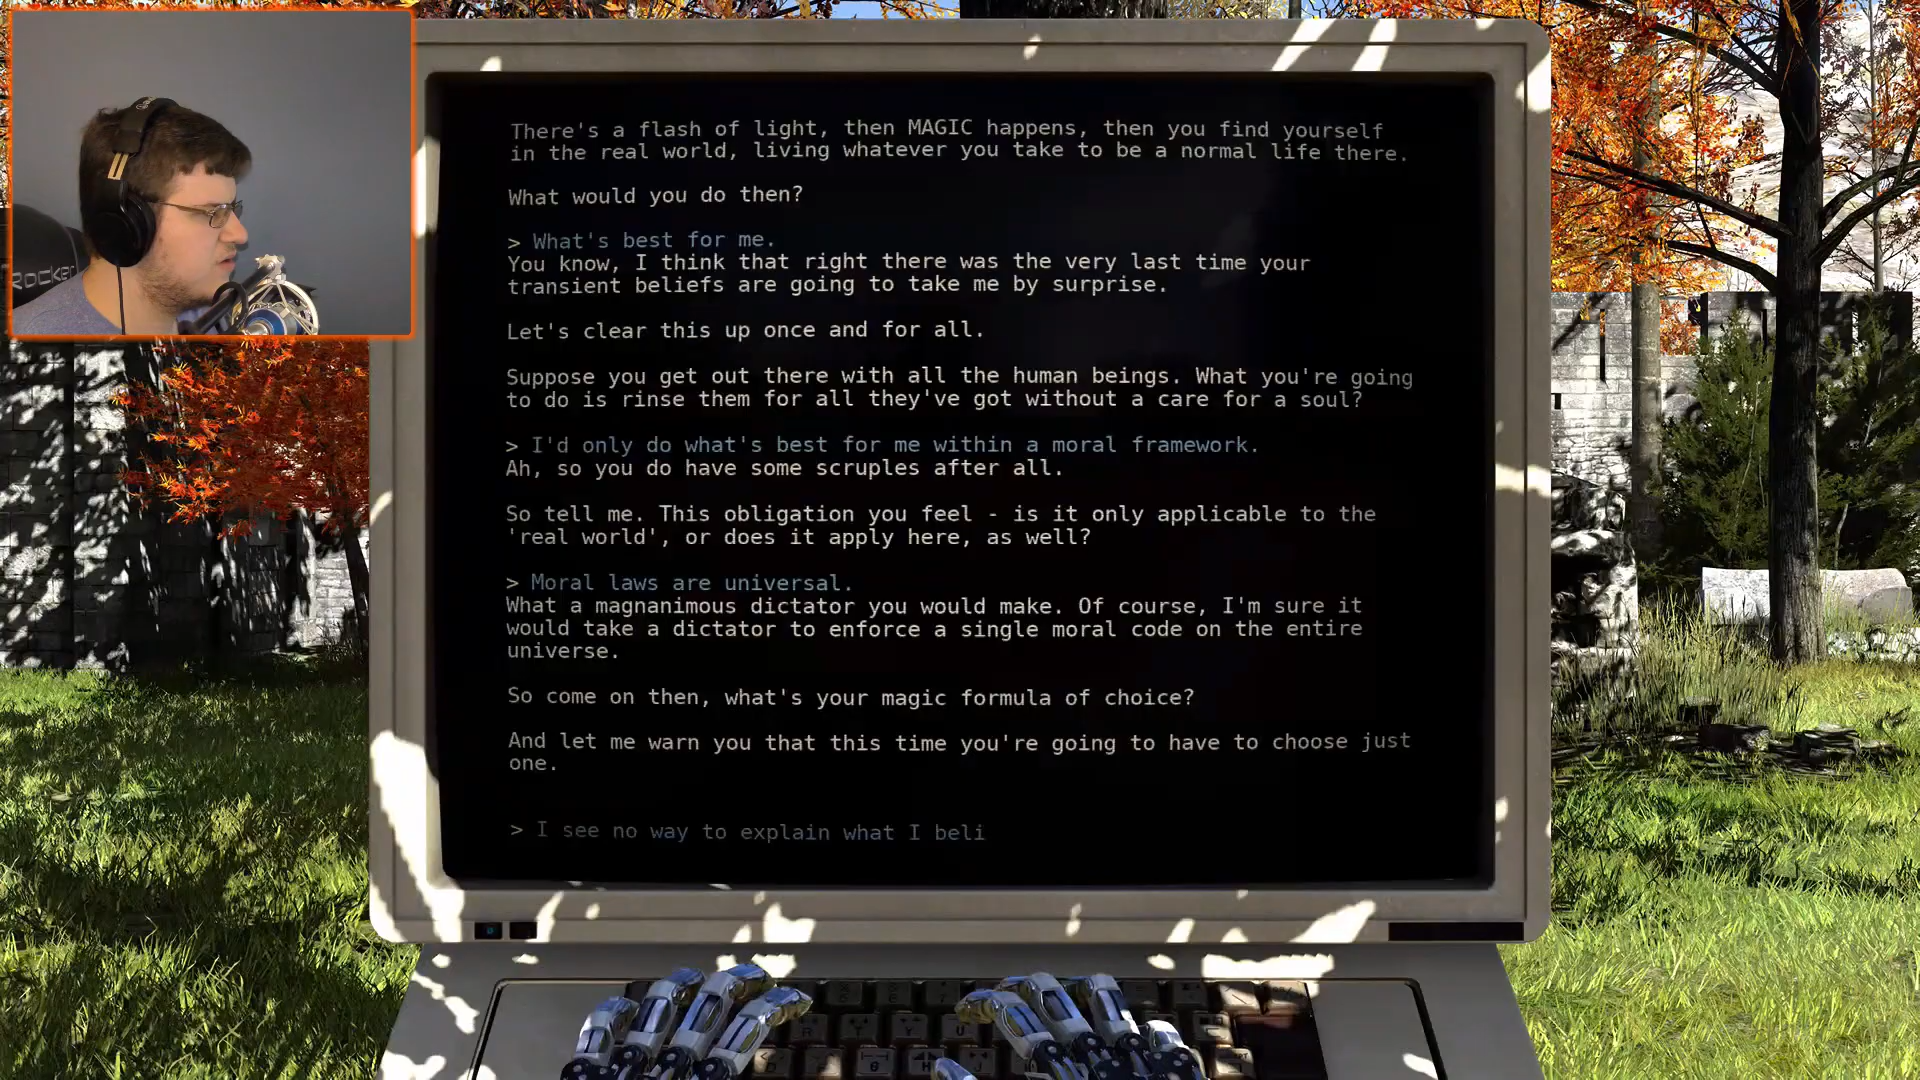 There's a flash of light, then MAGIC happens, then you find yourself
in the real world, living whatever you take to be a normal life there.
What would you do then?
> What's best for me.
You know, I think that right there was the very last time your
transient beliefs are going to take me by surprise.
Let's clear this up once and for all.
Suppose you get out there with all the human beings. What you're going
to do is rinse them for all they've got without a care for a soul?
> I'd only do what's best for me within a moral framework.
Ah, so you do have some scruples after all.
So tell me. This obligation you feel - is it only applicable to the
'real world', or does it apply here, as well?
> Moral laws are universal.
What a magnanimous dictator you would make. Of course, I'm sure it
would take a dictator to enforce a single moral code on the entire
universe.
So come on then, what's your magic formula of choice?
And let me warn you that this time you're going to have to choose just
one.
> I see no way to explain what I beli